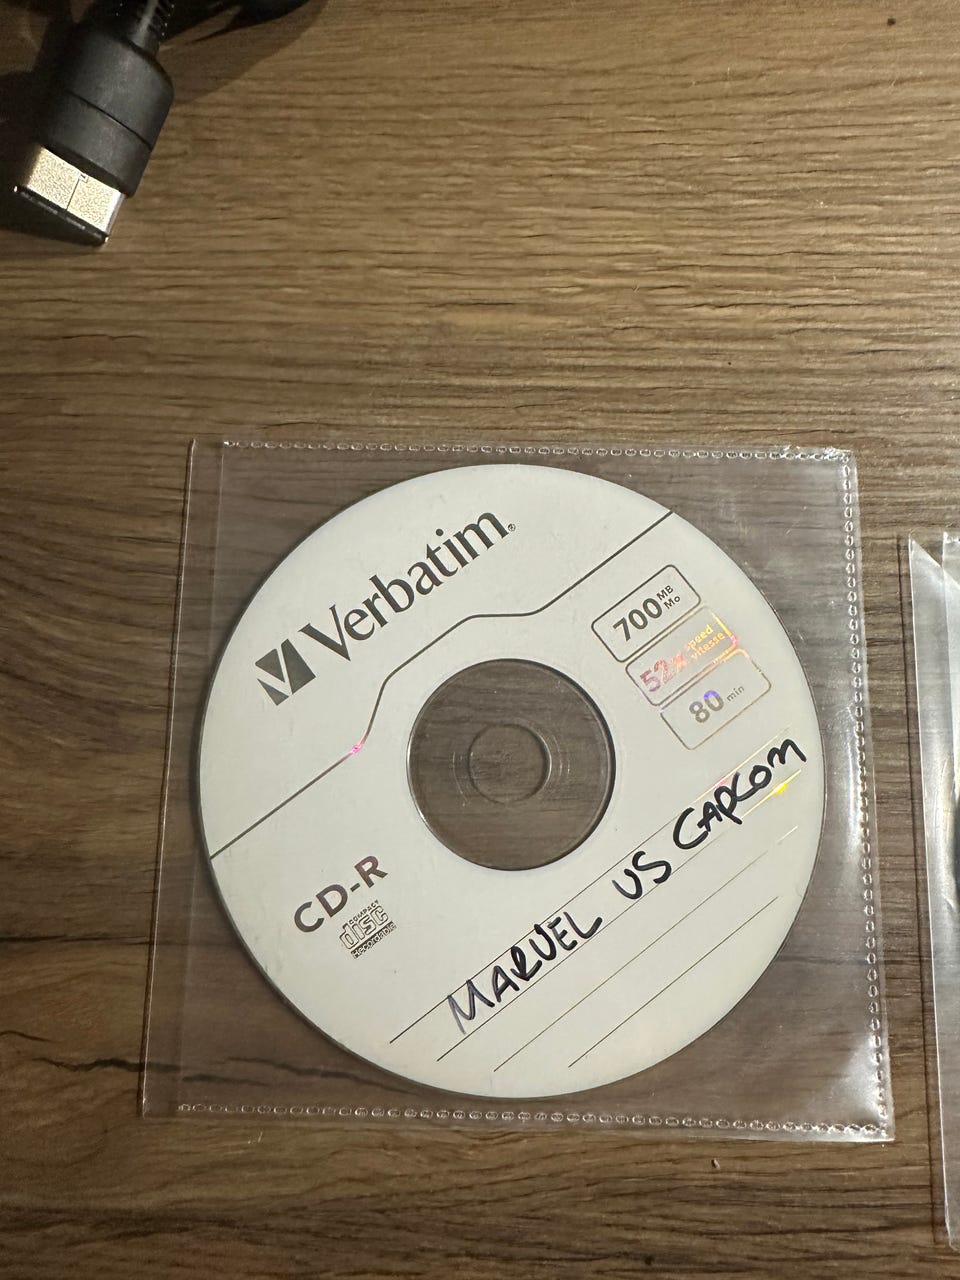 Verbatim®
700 MB Mo
52x speed vitesse
80 min
CD-R
COMPACT
disc
Recordable
MARVEL VS CAPCOM